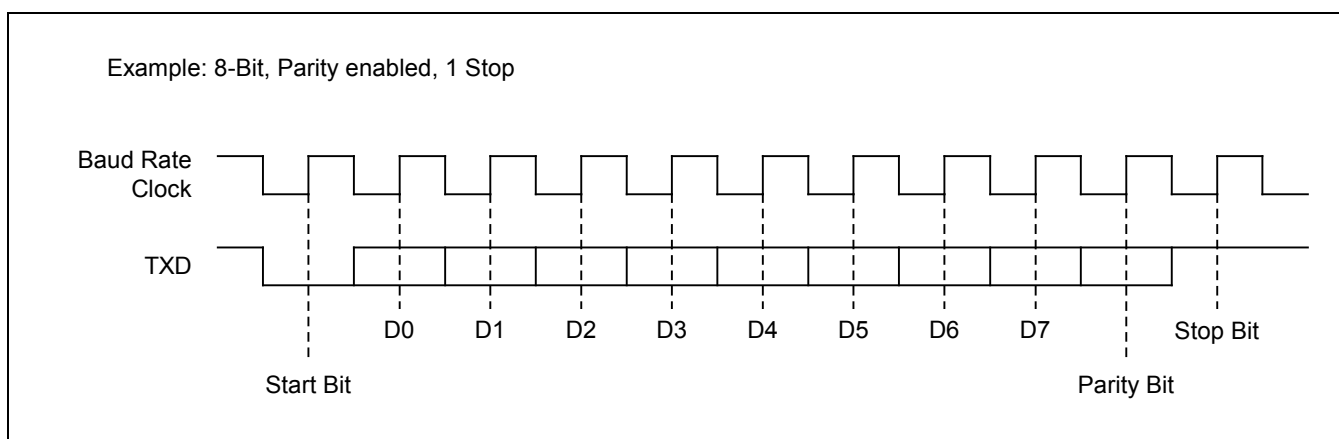 Example: 8-Bit, Parity enabled, 1 Stop
Baud Rate
Clock
TXD
D0 D1 D2 D3 D4 D5 D6 D7 Stop Bit
Start Bit Parity Bit